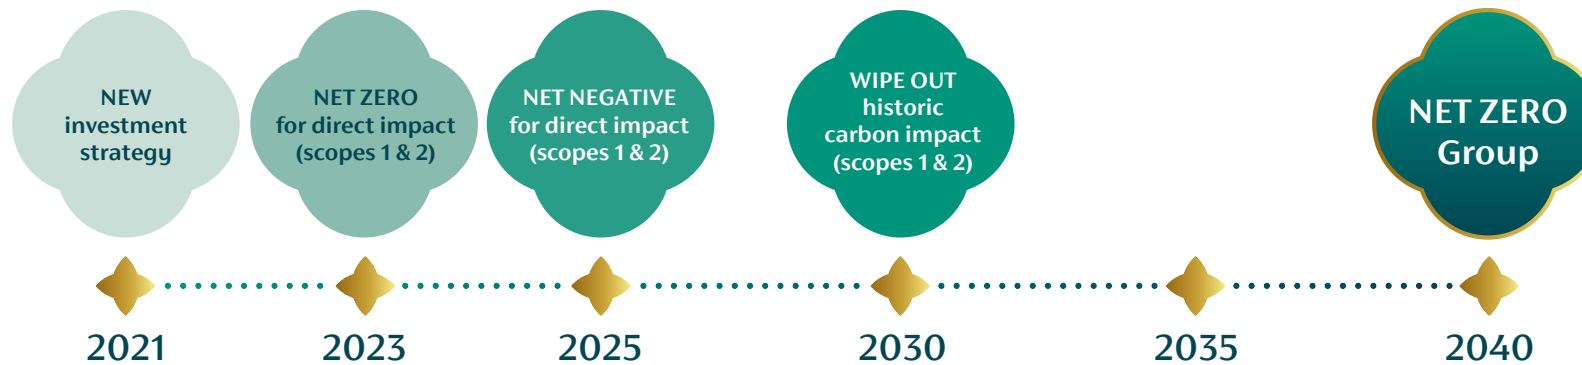 NEW
investment
strategy
NET ZERO
for direct impact
(scopes 1 & 2)
NET NEGATIVE
for direct impact
(scopes 1 & 2)
WIPE OUT
historic
carbon impact
(scopes 1 & 2)
NET ZERO
Group
2021
2023
2025
2030
2035
2040